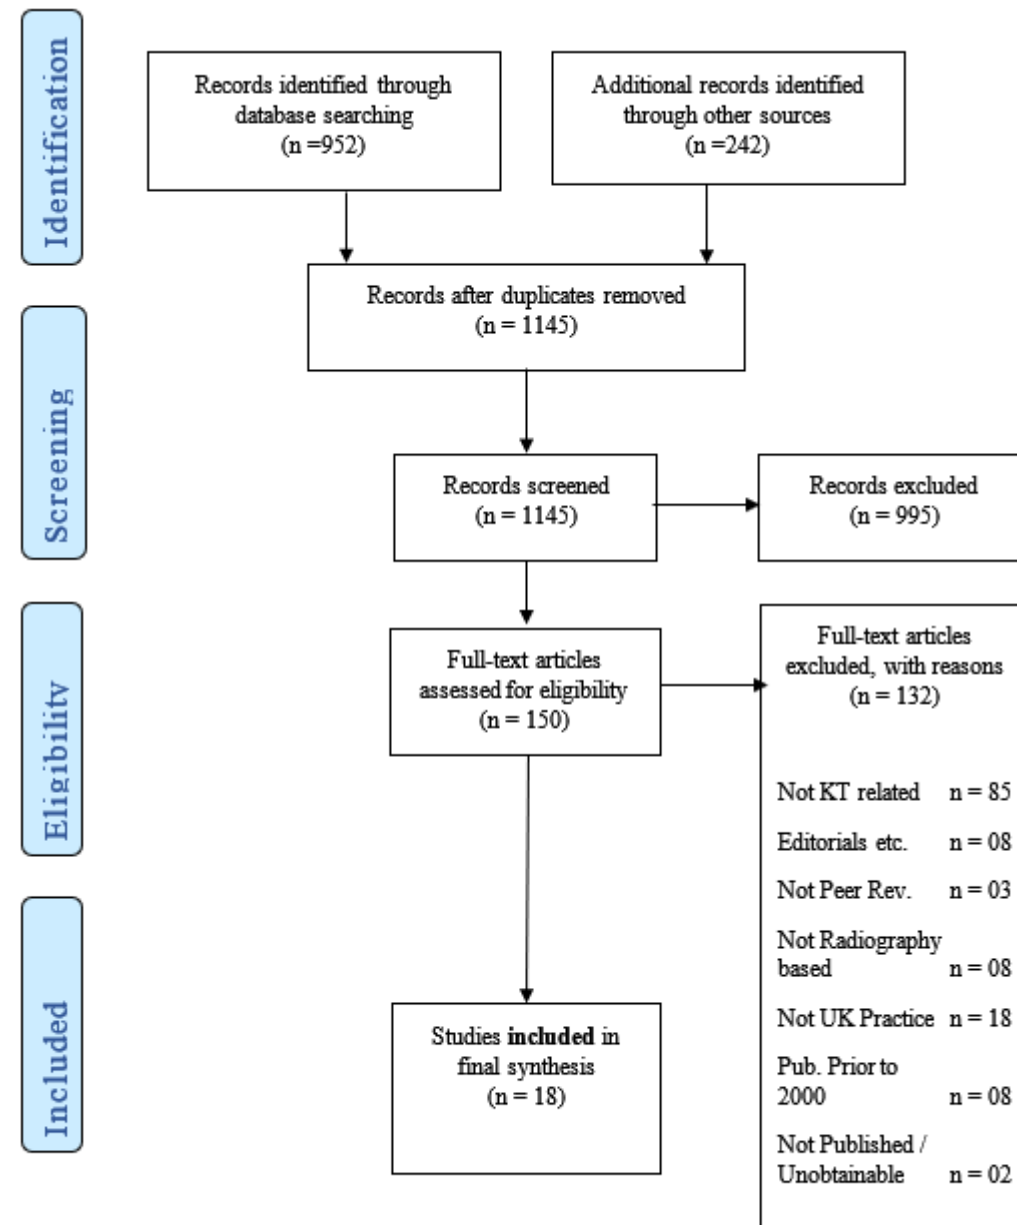 Identification
Records identified through
database searching
(n =952)
Additional records identified
through other sources
(n =242)
Records after duplicates removed
(n = 1145)
Screening
Records screened
(n = 1145)
Records excluded
(n = 995)
Eligibility
Full-text articles
assessed for eligibility
(n = 150)
Full-text articles
excluded, with reasons
(n = 132)
Not KT related n = 85
Editorials etc. n = 08
Not Peer Rev. n = 03
Not Radiography
based n = 08
Not UK Practice n = 18
Pub. Prior to
2000 n = 08
Not Published /
Unobtainable n = 02
Included
Studies included in
final synthesis
(n = 18)